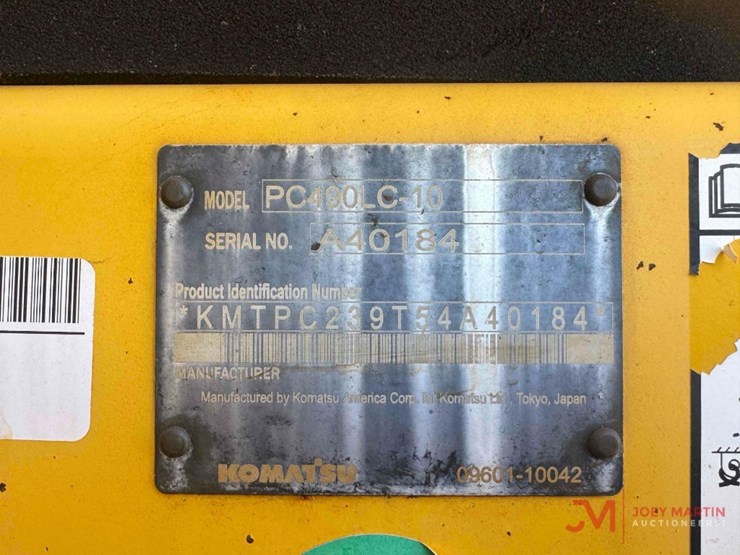 MODEL PC490LC-10
SERIAL NO. A40184
Product Identification Number
*KMTPC239T54A40184*
MANUFACTURER
Manufactured by Komatsu America Corp. for Komatsu Ltd., Tokyo, Japan
KOMATSU 09601-10042
JM JOEY MARTIN
AUCTIONEERS